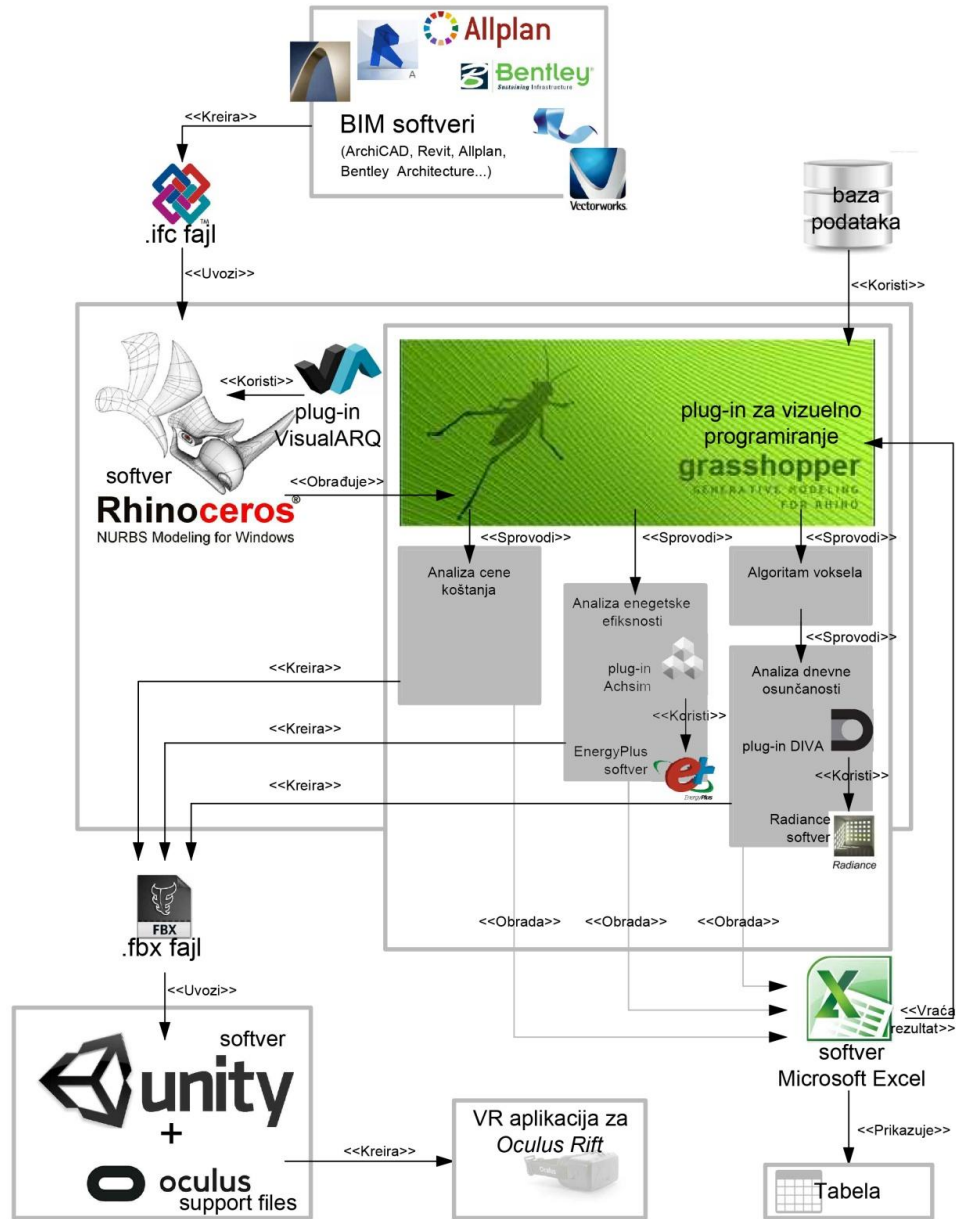 Allplan
A
Bentley®
Sustaining Infrastructure
<<Kreira>>
BIM softveri
(ArchiCAD, Revit, Allplan,
Bentley Architecture...)
Vectorworks
TM
.ifc fajl
baza
podataka
<<Uvozi>>
<<Koristi>>
<<Koristi>>
plug-in
VisualARQ
softver
Rhinoceros®
NURBS Modeling for Windows
<<Obrađuje>>
plug-in za vizuelno
programiranje
grasshopper
GENERATIVE MODELING
FOR RHINO
<<Sprovodi>>
<<Sprovodi>>
<<Sprovodi>>
Analiza cene
koštanja
Analiza enegetske
efiksnosti
Algoritam voksela
<<Sprovodi>>
plug-in
Achsim
<<Koristi>>
EnergyPlus
softver
e+
EnergyPlus
Analiza dnevne
osunčanosti
plug-in DIVA
<<Koristi>>
Radiance
softver
Radiance
<<Kreira>>
<<Kreira>>
<<Kreira>>
FBX
.fbx fajl
<<Obrada>>
<<Obrada>>
<<Obrada>>
<<Uvozi>>
X
softver
Microsoft Excel
<<Vraća
rezultat>>
softver
unity
+
oculus
support files
<<Kreira>>
VR aplikacija za
Oculus Rift
<<Prikazuje>>
Tabela